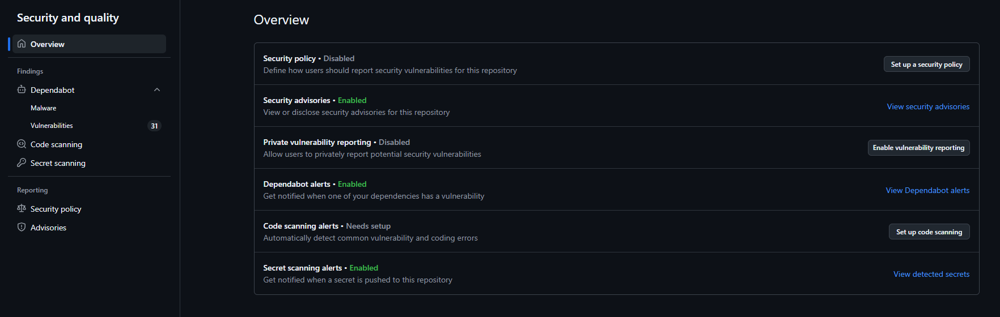 Security and quality
Overview
Findings
Dependabot
Malware
Vulnerabilities 31
Code scanning
Secret scanning
Reporting
Security policy
Advisories
Overview
Security policy • Disabled
Define how users should report security vulnerabilities for this repository
Set up a security policy
Security advisories • Enabled
View or disclose security advisories for this repository
View security advisories
Private vulnerability reporting • Disabled
Allow users to privately report potential security vulnerabilities
Enable vulnerability reporting
Dependabot alerts • Enabled
Get notified when one of your dependencies has a vulnerability
View Dependabot alerts
Code scanning alerts • Needs setup
Automatically detect common vulnerability and coding errors
Set up code scanning
Secret scanning alerts • Enabled
Get notified when a secret is pushed to this repository
View detected secrets